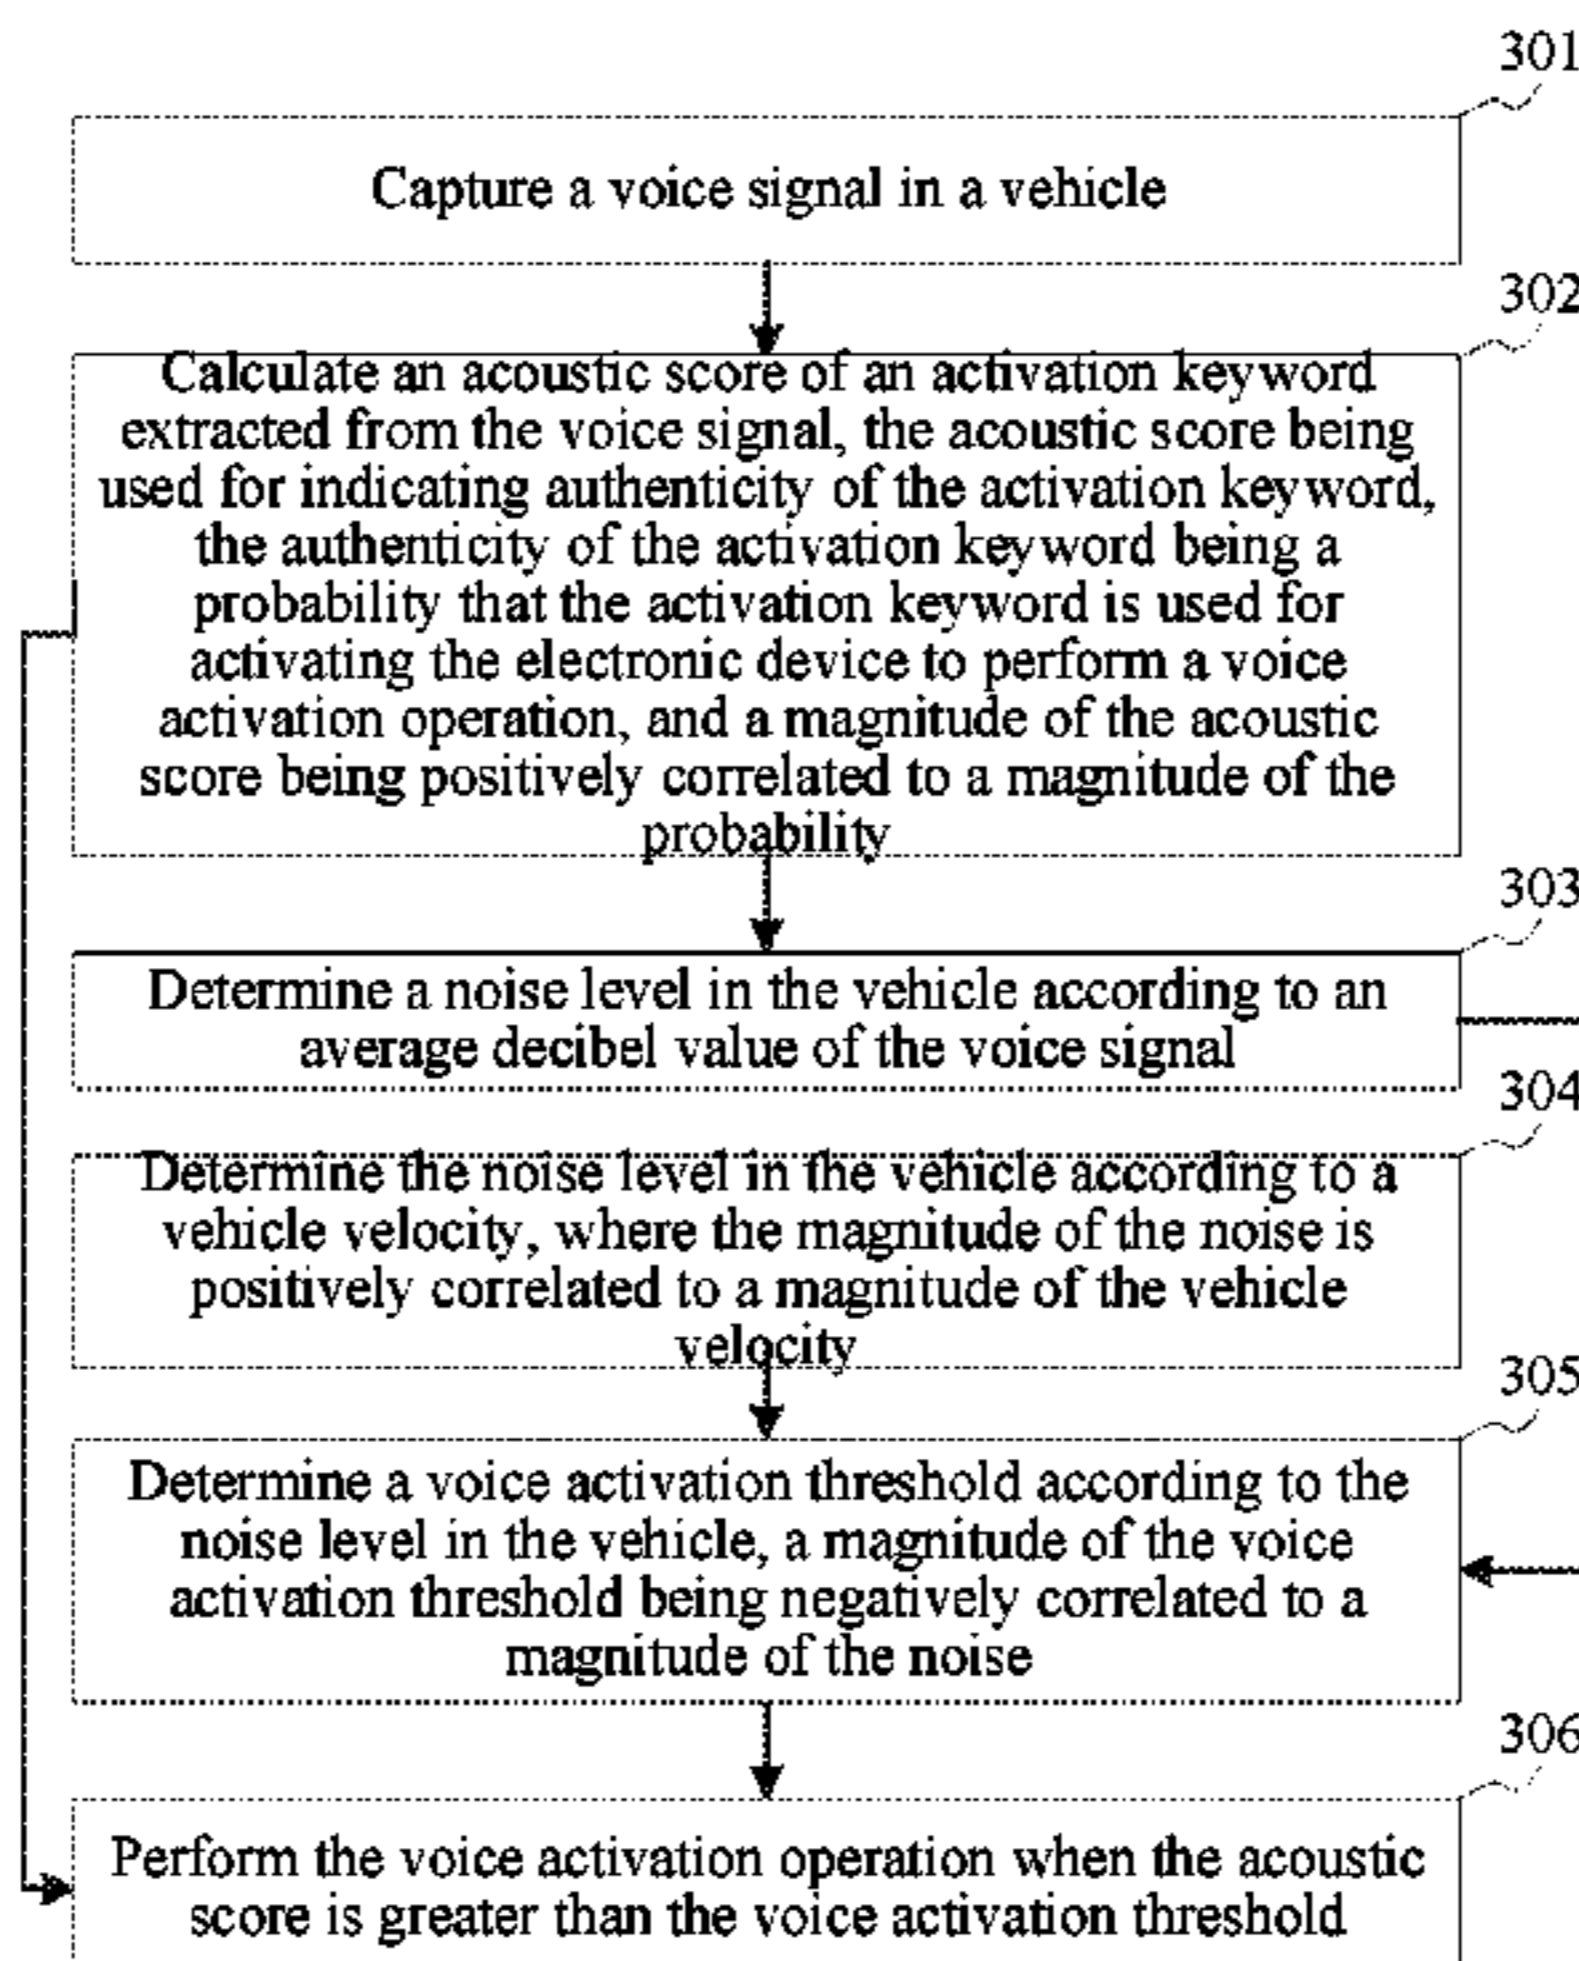 301
Capture a voice signal in a vehicle
302
Calculate an acoustic score of an activation keyword
extracted from the voice signal, the acoustic score being
used for indicating authenticity of the activation keyword,
the authenticity of the activation keyword being a
probability that the activation keyword is used for
activating the electronic device to perform a voice
activation operation, and a magnitude of the acoustic
score being positively correlated to a magnitude of the
probability
303
Determine a noise level in the vehicle according to an
average decibel value of the voice signal
304
Determine the noise level in the vehicle according to a
vehicle velocity, where the magnitude of the noise is
positively correlated to a magnitude of the vehicle
velocity
305
Determine a voice activation threshold according to the
noise level in the vehicle, a magnitude of the voice
activation threshold being negatively correlated to a
magnitude of the noise
306
Perform the voice activation operation when the acoustic
score is greater than the voice activation threshold